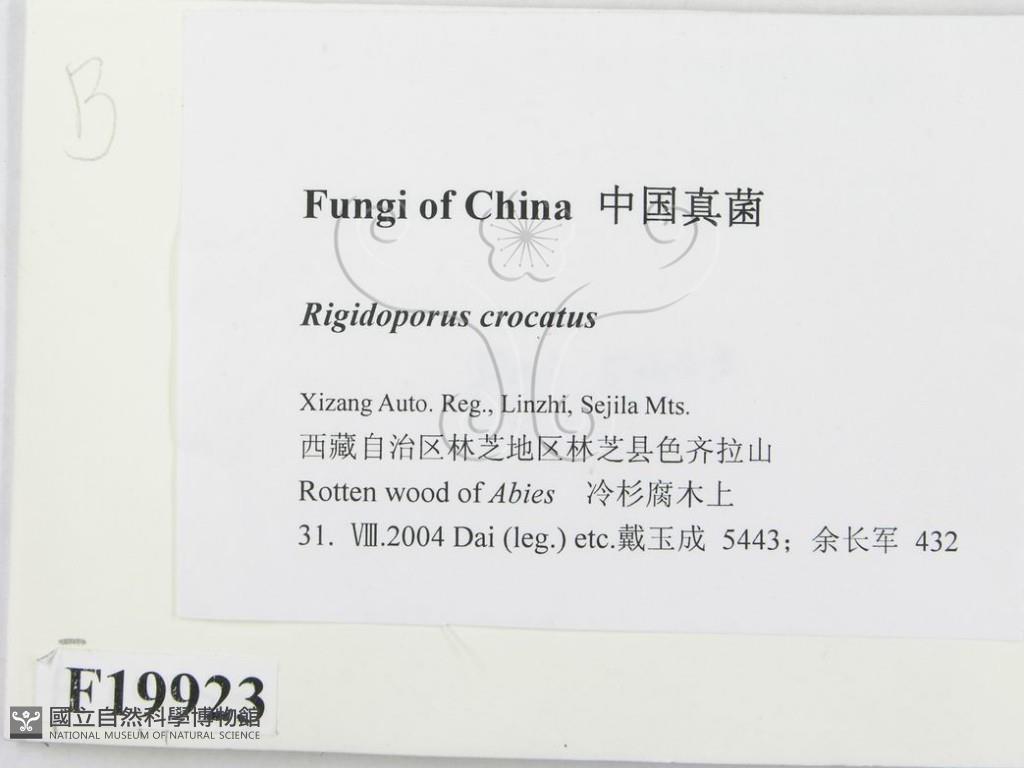 B
Fungi of China 中国真菌
Rigidoporus crocatus
Xizang Auto. Reg., Linzhi, Sejila Mts.
西藏自治区林芝地区林芝县色齐拉山
Rotten wood of Abies 冷杉腐木上
31. Ⅷ.2004 Dai (leg.) etc.戴玉成 5443；余长军 432
F19923
國立自然科學博物館
NATIONAL MUSEUM OF NATURAL SCIENCE